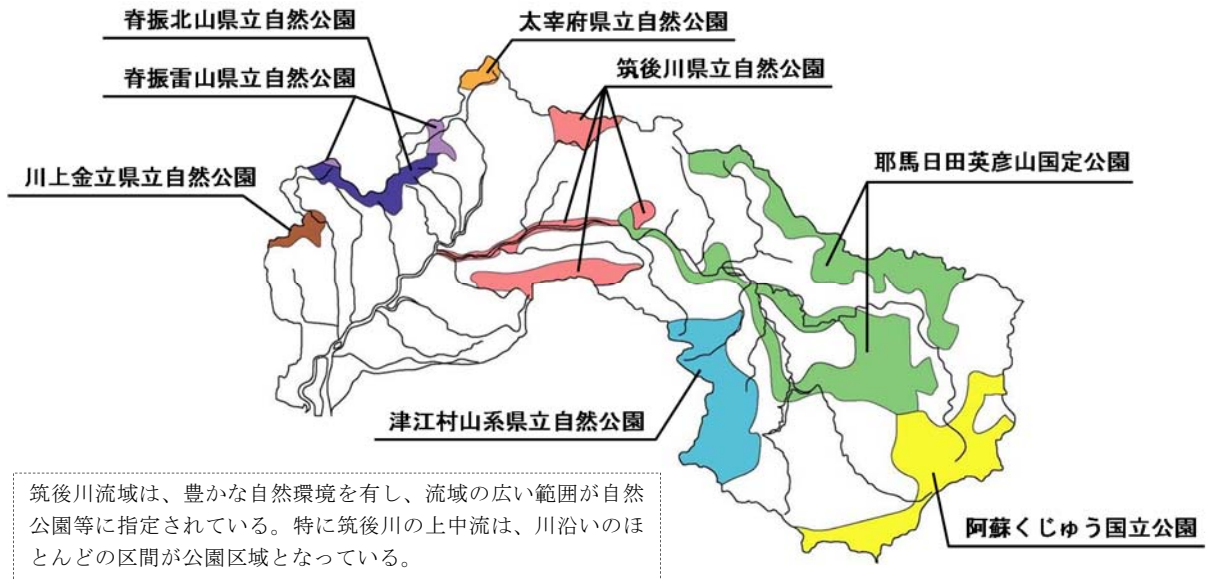 脊振北山県立自然公園
太宰府県立自然公園
脊振雷山県立自然公園
筑後川県立自然公園
川上金立県立自然公園
耶馬日田英彦山国定公園
津江村山系県立自然公園
阿蘇くじゅう国立公園
筑後川流域は、豊かな自然環境を有し、流域の広い範囲が自然
公園等に指定されている。特に筑後川の上中流は、川沿いのほ
とんどの区間が公園区域となっている。